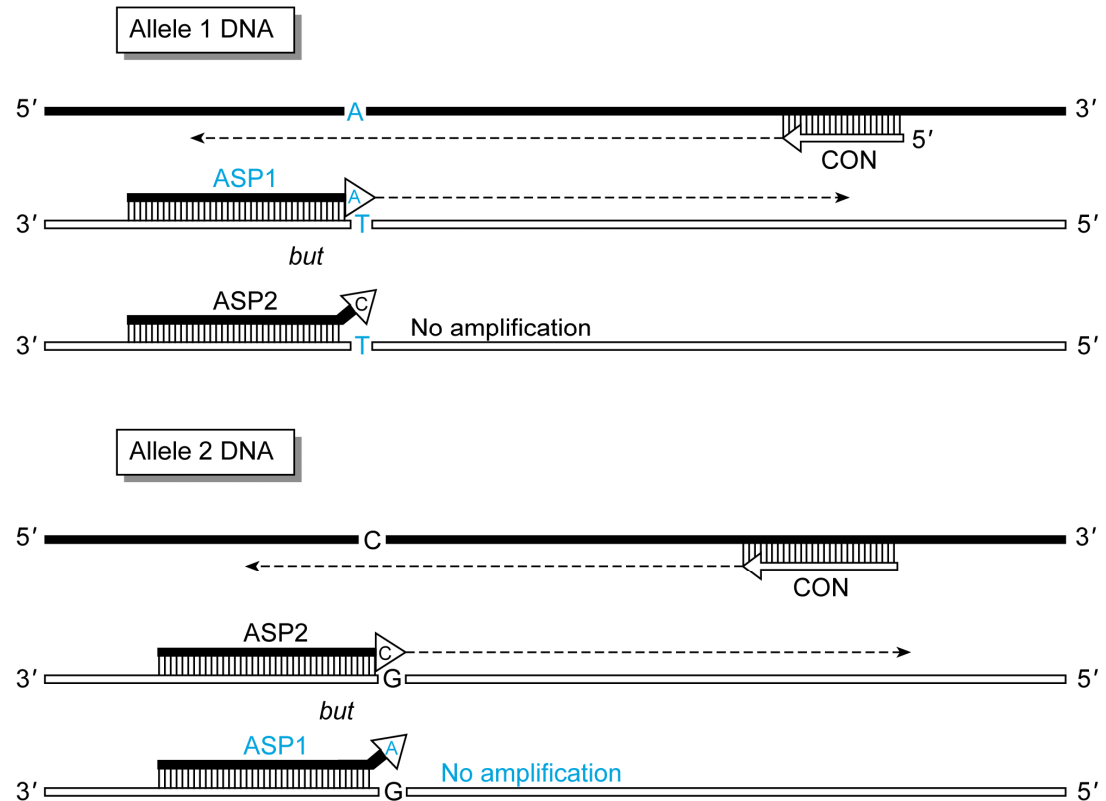 Allele 1 DNA
5′ A 3′
5′
CON
ASP1
A
3′ T 5′
but
ASP2
C
No amplification
3′ T 5′
Allele 2 DNA
5′ C 3′
CON
ASP2
C
3′ G 5′
but
ASP1
A
No amplification
3′ G 5′